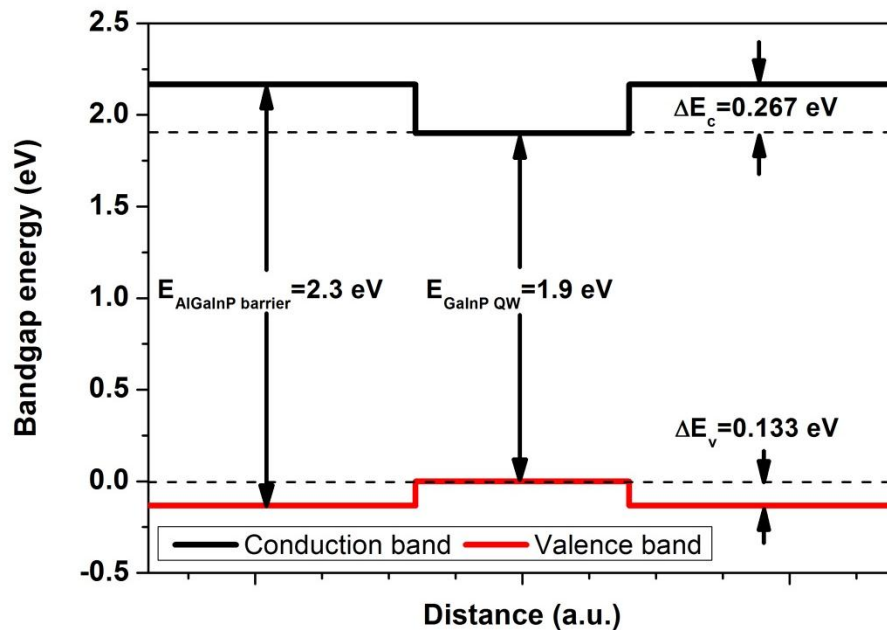 2.5
2.0
1.5
1.0
0.5
0.0
-0.5
Bandgap energy (eV)
ΔEc=0.267 eV
EAlGaInP barrier=2.3 eV
EGaInP QW=1.9 eV
ΔEv=0.133 eV
Conduction band
Valence band
Distance (a.u.)